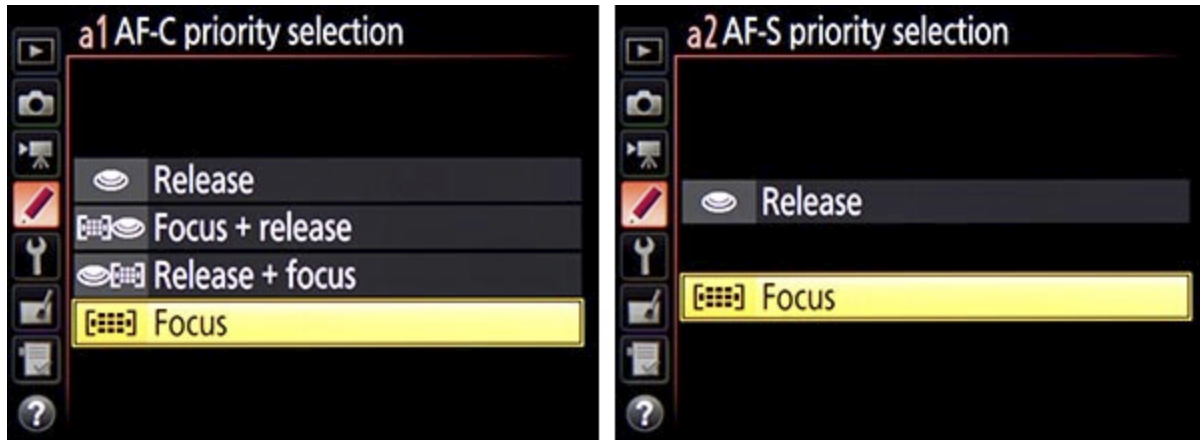 a1 AF-C priority selection
Release
Focus + release
Release + focus
Focus
?
a2 AF-S priority selection
Release
Focus
?